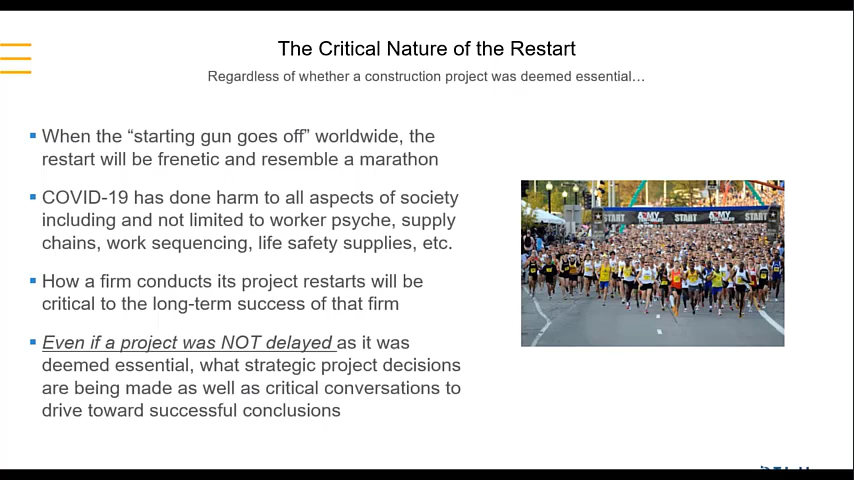 The Critical Nature of the Restart
Regardless of whether a construction project was deemed essential…
When the “starting gun goes off” worldwide, the
restart will be frenetic and resemble a marathon
COVID-19 has done harm to all aspects of society
including and not limited to worker psyche, supply
chains, work sequencing, life safety supplies, etc.
How a firm conducts its project restarts will be
critical to the long-term success of that firm
Even if a project was NOT delayed as it was
deemed essential, what strategic project decisions
are being made as well as critical conversations to
drive toward successful conclusions
START
START
START